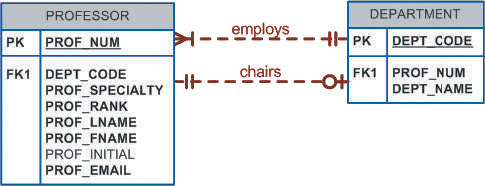 PROFESSOR
PK PROF_NUM
FK1 DEPT_CODE
PROF_SPECIALTY
PROF_RANK
PROF_LNAME
PROF_FNAME
PROF_INITIAL
PROF_EMAIL
employs
chairs
DEPARTMENT
PK DEPT_CODE
FK1 PROF_NUM
DEPT_NAME